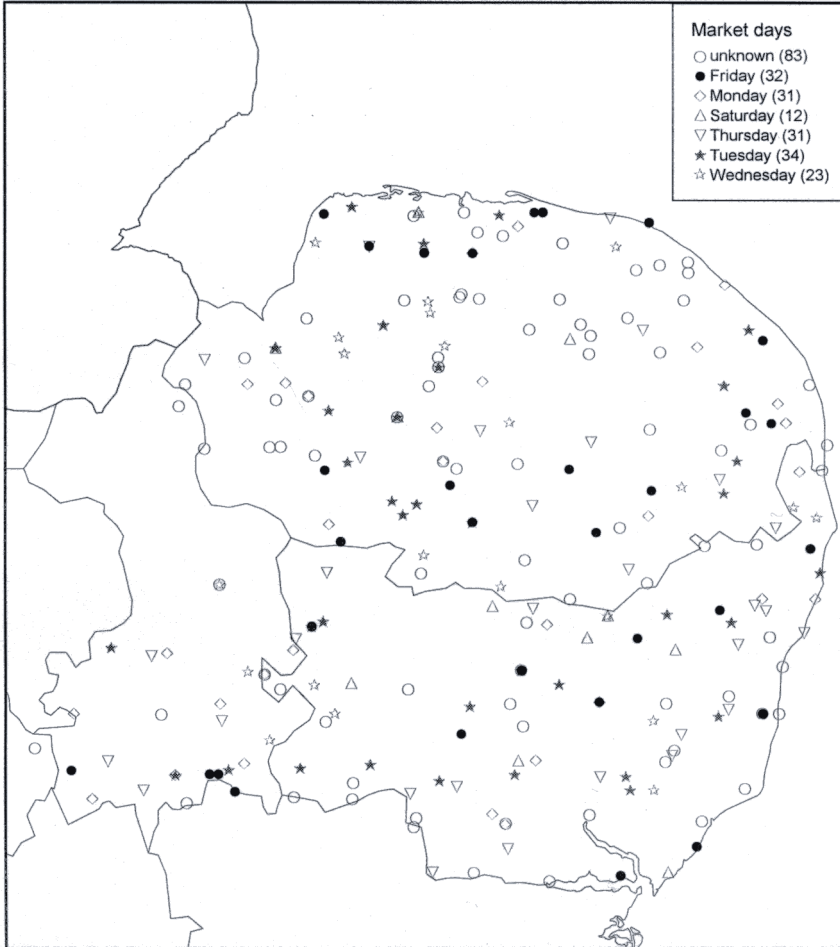 Market days
unknown (83)
Friday (32)
Monday (31)
Saturday (12)
Thursday (31)
Tuesday (34)
Wednesday (23)